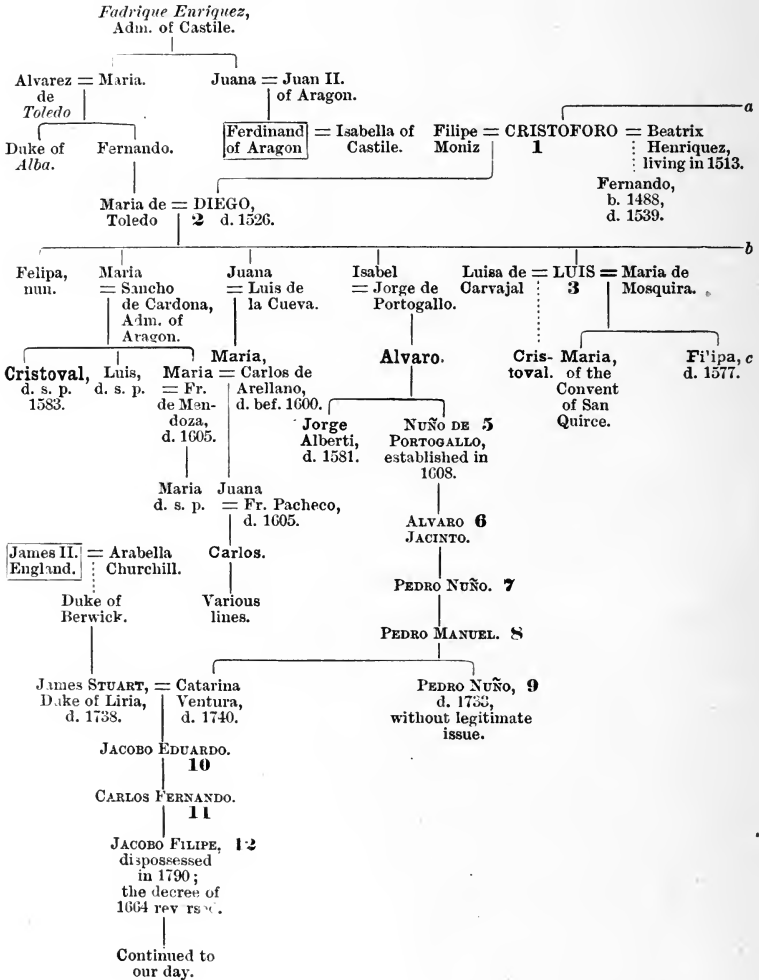 Fadrique Enriquez,
Adm. of Castile.
Alvarez = Maria.
de
Toledo
Juana = Juan II.
of Aragon.
a
Duke of
Alba.
Fernando.
Ferdinand
of Aragon
= Isabella of
Castile.
Filipe = CRISTOFORO = Beatrix
Moniz 1 Henriquez,
living in 1513.
Fernando,
b. 1488,
d. 1539.
Maria de = DIEGO,
Toledo 2 d. 1526.
b
Felipa,
nun.
Maria
= Sancho
de Cardona,
Adm. of
Aragon.
Juana
= Luis de
la Cueva.
Isabel
= Jorge de
Portogallo.
Luisa de = LUIS = Maria de
Carvajal 3 Mosquira.
Cristoval,
d. s. p.
1583.
Luis,
d. s. p.
Maria
= Fr.
de Men-
doza,
d. 1605.
Maria,
= Carlos de
Arellano,
d. bef. 1600.
Alvaro.
Cris-
toval.
Maria,
of the
Convent
of San
Quirce.
Filipa, c
d. 1577.
Jorge
Alberti,
d. 1581.
NUÑO DE 5
PORTOGALLO,
established in
1608.
Maria
d. s. p.
Juana
= Fr. Pacheco,
d. 1605.
ALVARO 6
JACINTO.
James II.
England.
= Arabella
Churchill.
Carlos.
PEDRO NUÑO. 7
Duke of
Berwick.
Various
lines.
PEDRO MANUEL. 8
James STUART, = Catarina
Duke of Liria, Ventura,
d. 1738. d. 1740.
PEDRO NUÑO, 9
d. 1733,
without legitimate
issue.
JACOBO EDUARDO.
10
CARLOS FERNANDO.
11
JACOBO FILIPE, 12
dispossessed
in 1790;
the decree of
1664 reversed.
Continued to
our day.